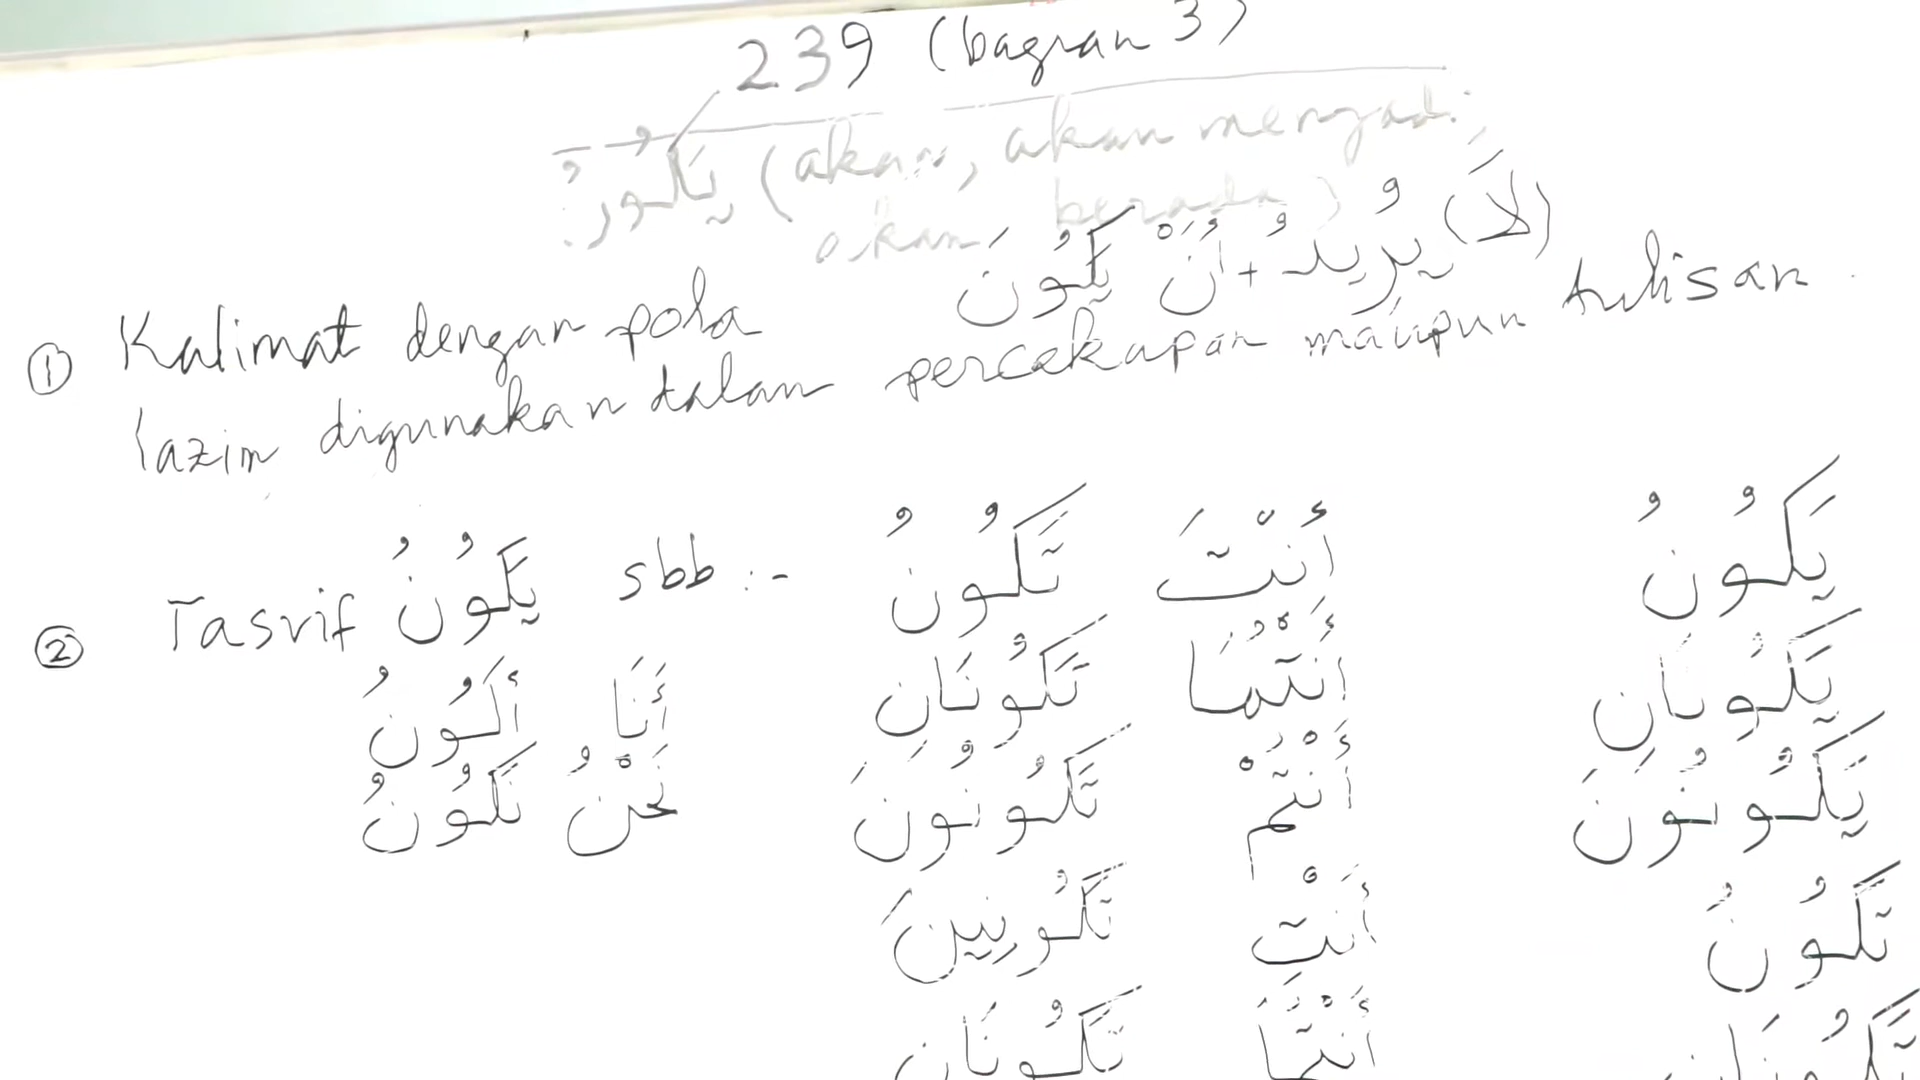 239 (bagian 3)
يَكُونُ (akan, akan menjadi,
akan berada)
① Kalimat dengan pola (لاَ) يُرِيدُ + أَنْ يَكُونَ
lazim digunakan dalam percakapan maupun tulisan.
② Tasrif يَكُونُ sbb :- أَنْتَ تَكُونُ يَكُونُ
أَنَا أَكُونُ أَنْتُمَا تَكُونَانِ يَكُونَانِ
نَحْنُ نَكُونُ أَنْتُمْ تَكُونُونَ يَكُونُونَ
أَنْتِ تَكُونِينَ تَكُونُ
أَنْتُمَا تَكُونَانِ